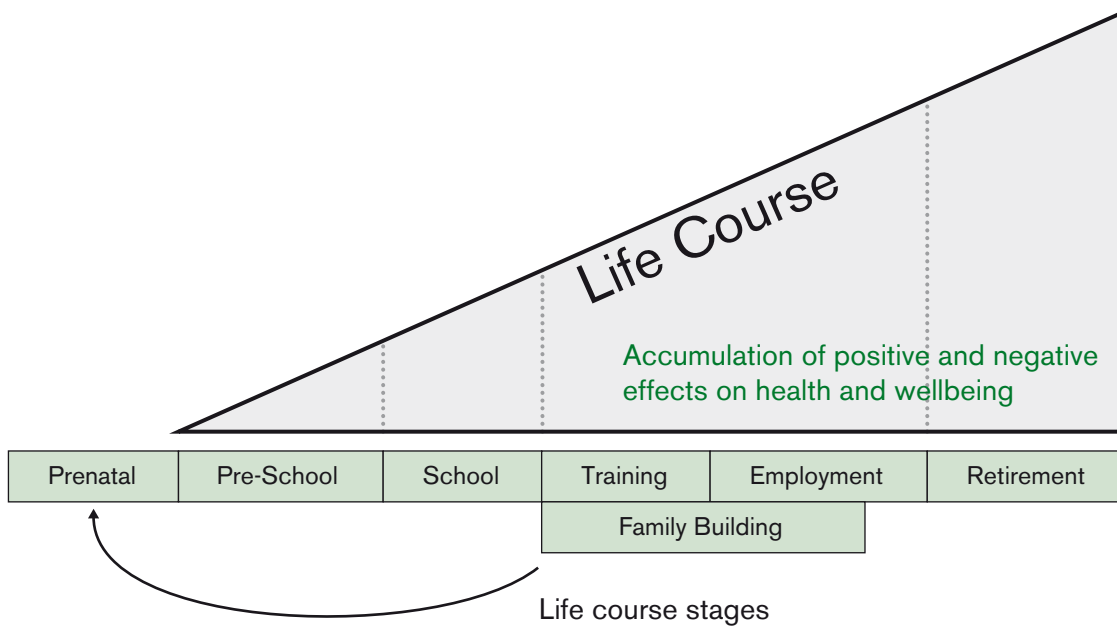 Life Course
Accumulation of positive and negative
effects on health and wellbeing
Prenatal
Pre-School
School
Training
Employment
Retirement
Family Building
Life course stages